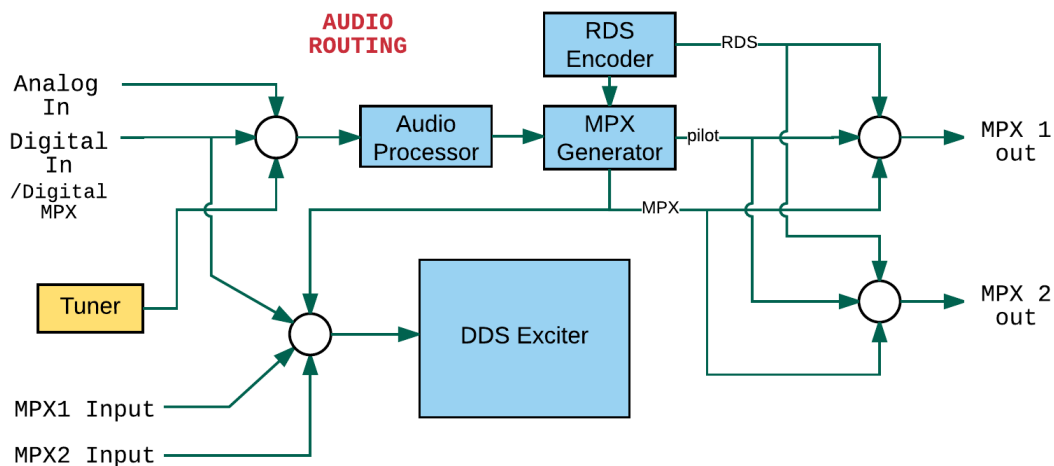 AUDIO
ROUTING
RDS
Encoder
RDS
Analog
In
Digital
In
/Digital
MPX
Audio
Processor
MPX
Generator
pilot
MPX 1
out
MPX
Tuner
DDS Exciter
MPX 2
out
MPX1 Input
MPX2 Input